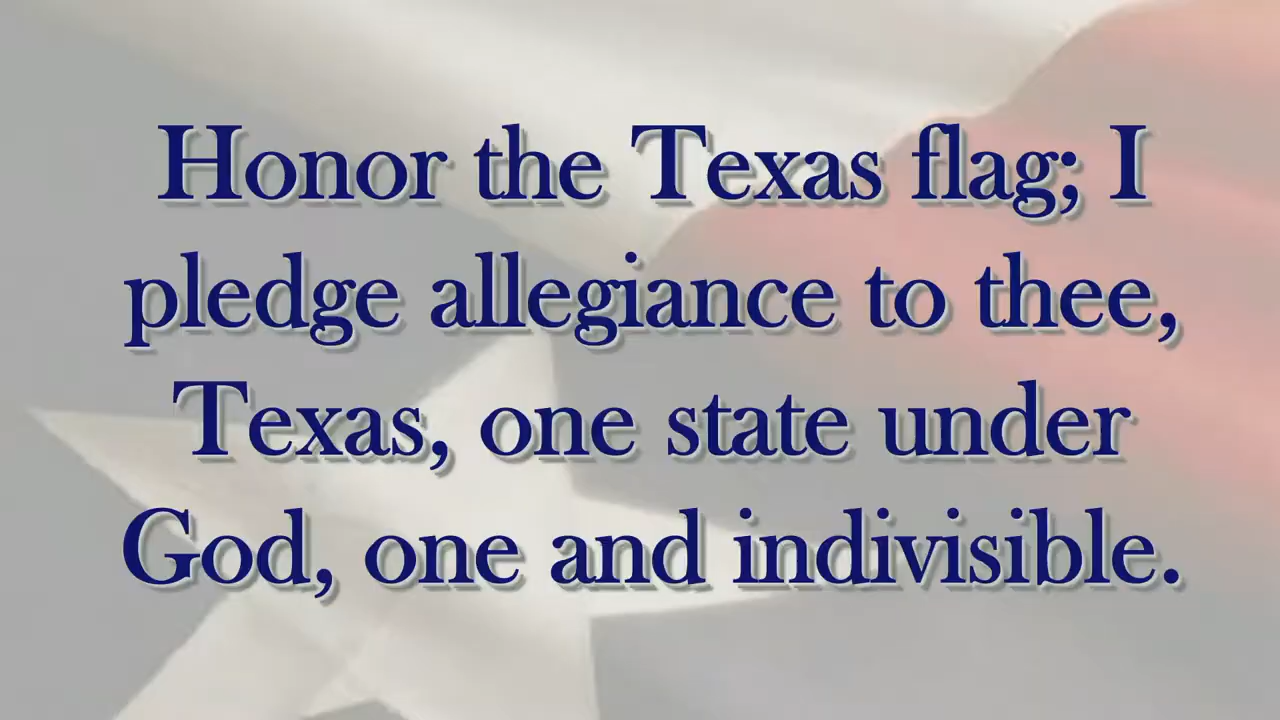 Honor the Texas flag; I
pledge allegiance to thee,
Texas, one state under
God, one and indivisible.